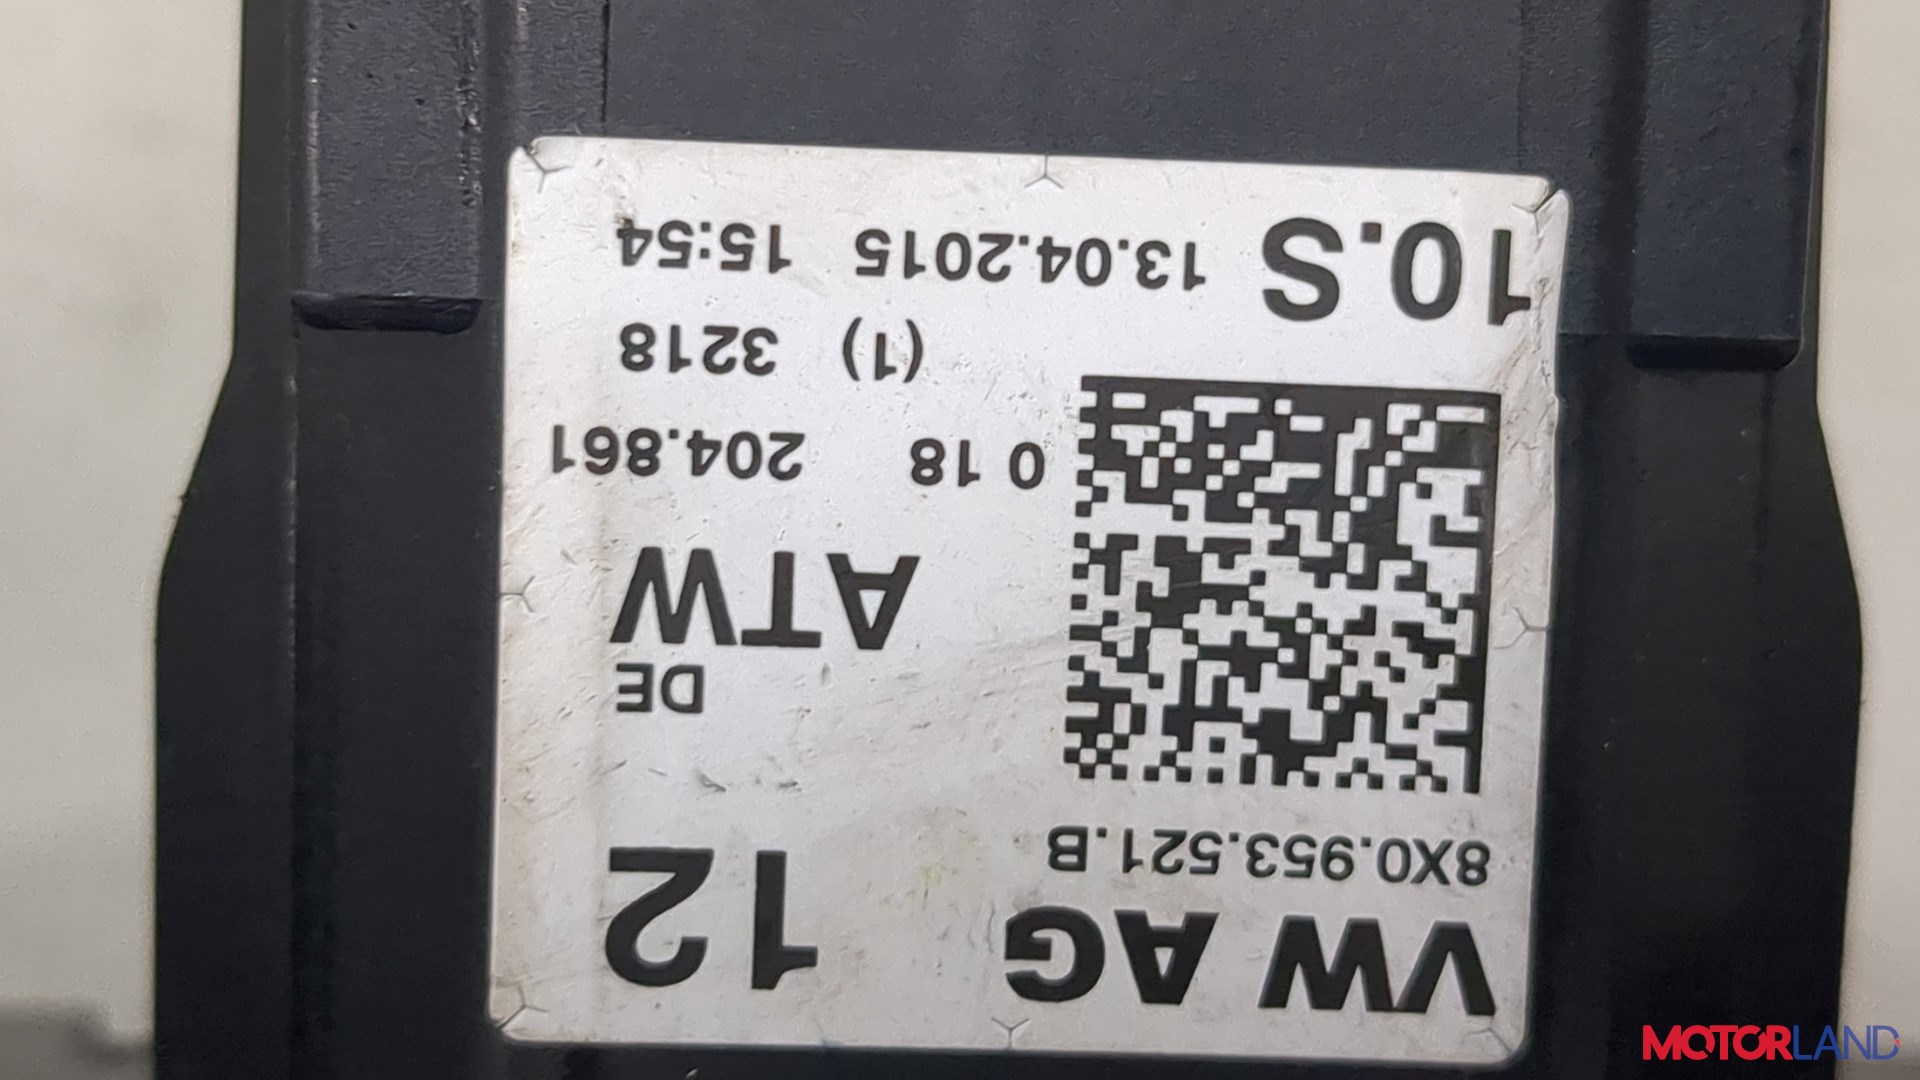 VW AG 12
8X0.953.521.B
DE
ATW
0 18 204.861
(1) 3218
10.S 13.04.2015 15:54
MOTORLAND